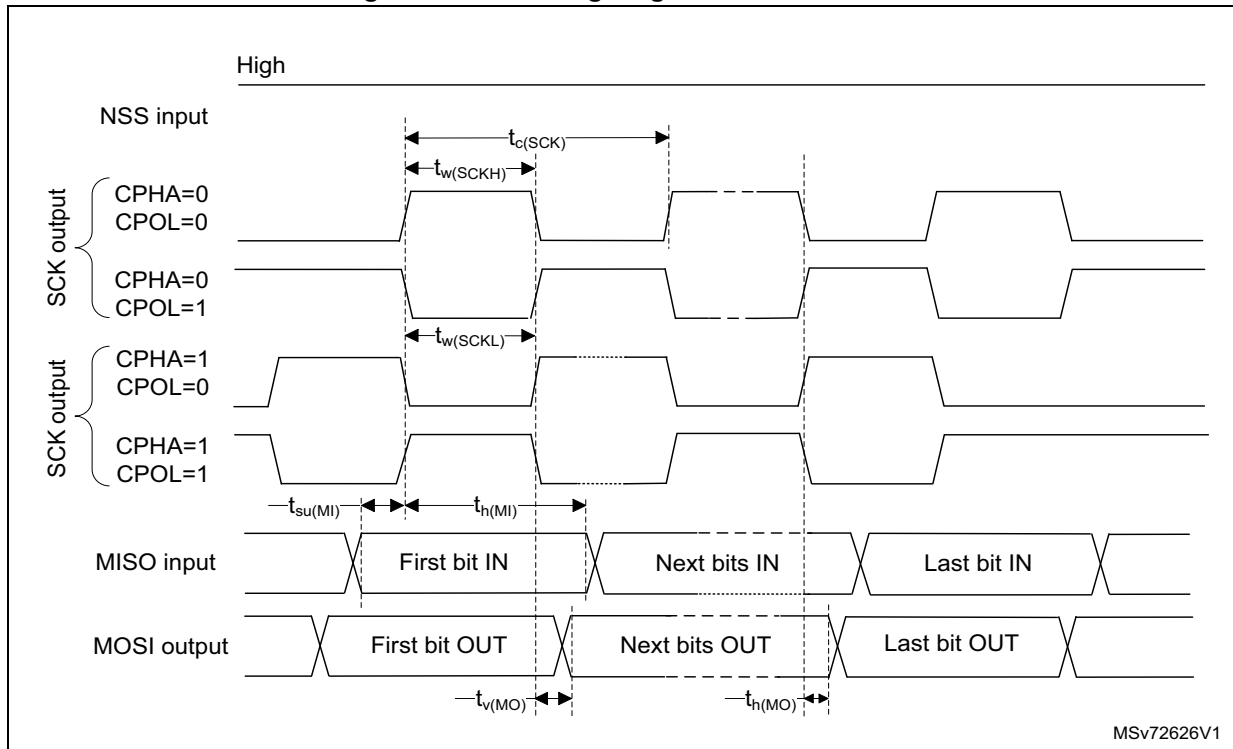 High
NSS input
tc(SCK)
tw(SCKH)
SCK output
CPHA=0
CPOL=0
CPHA=0
CPOL=1
tw(SCKL)
SCK output
CPHA=1
CPOL=0
CPHA=1
CPOL=1
tsu(MI)
th(MI)
MISO input
First bit IN
Next bits IN
Last bit IN
MOSI output
First bit OUT
Next bits OUT
Last bit OUT
tv(MO)
th(MO)
MSv72626V1